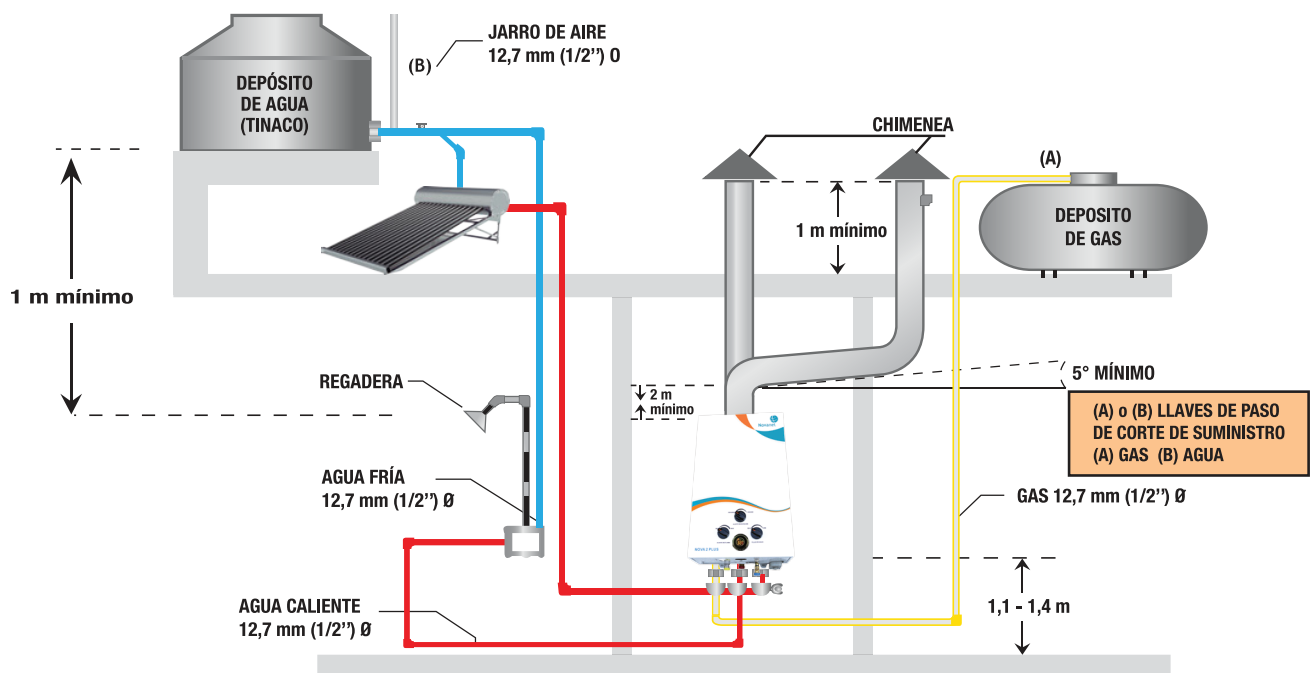 JARRO DE AIRE
12,7 mm (1/2’’) O
(B)
DEPÓSITO
DE AGUA
(TINACO)
CHIMENEA
(A)
DEPOSITO
DE GAS
1 m mínimo
1 m mínimo
REGADERA
2 m
mínimo
5° MÍNIMO
(A) o (B) LLAVES DE PASO
DE CORTE DE SUMINISTRO
(A) GAS (B) AGUA
AGUA FRÍA
12,7 mm (1/2’’) Ø
GAS 12,7 mm (1/2’’) Ø
AGUA CALIENTE
12,7 mm (1/2’’) Ø
1,1 - 1,4 m